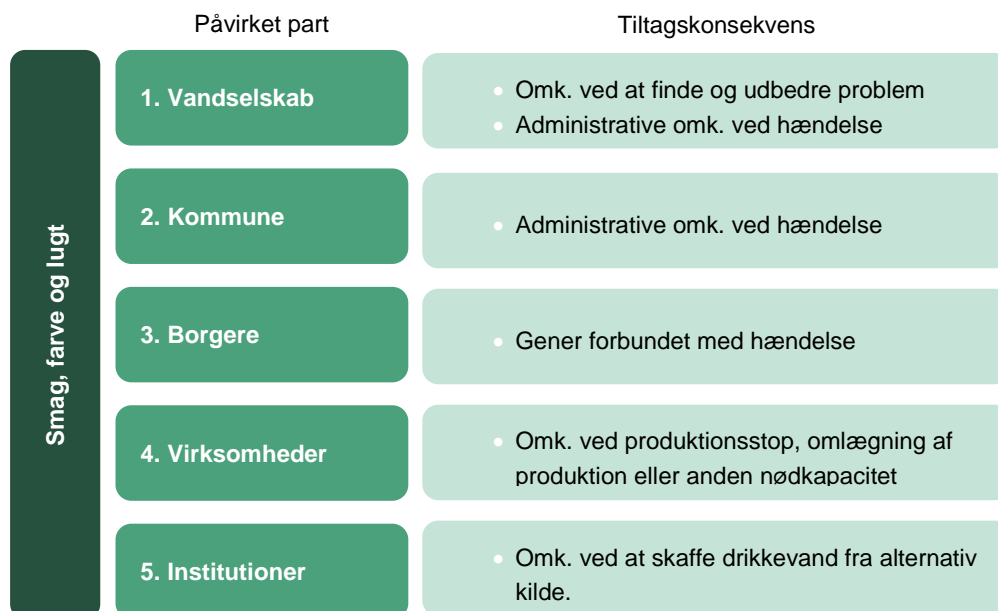 Påvirket part
Tiltagskonsekvens
Smag, farve og lugt
1. Vandselskab
• Omk. ved at finde og udbedre problem
• Administrative omk. ved hændelse
2. Kommune
• Administrative omk. ved hændelse
3. Borgere
• Gener forbundet med hændelse
4. Virksomheder
• Omk. ved produktionsstop, omlægning af
produktion eller anden nødkapacitet
5. Institutioner
• Omk. ved at skaffe drikkevand fra alternativ
kilde.